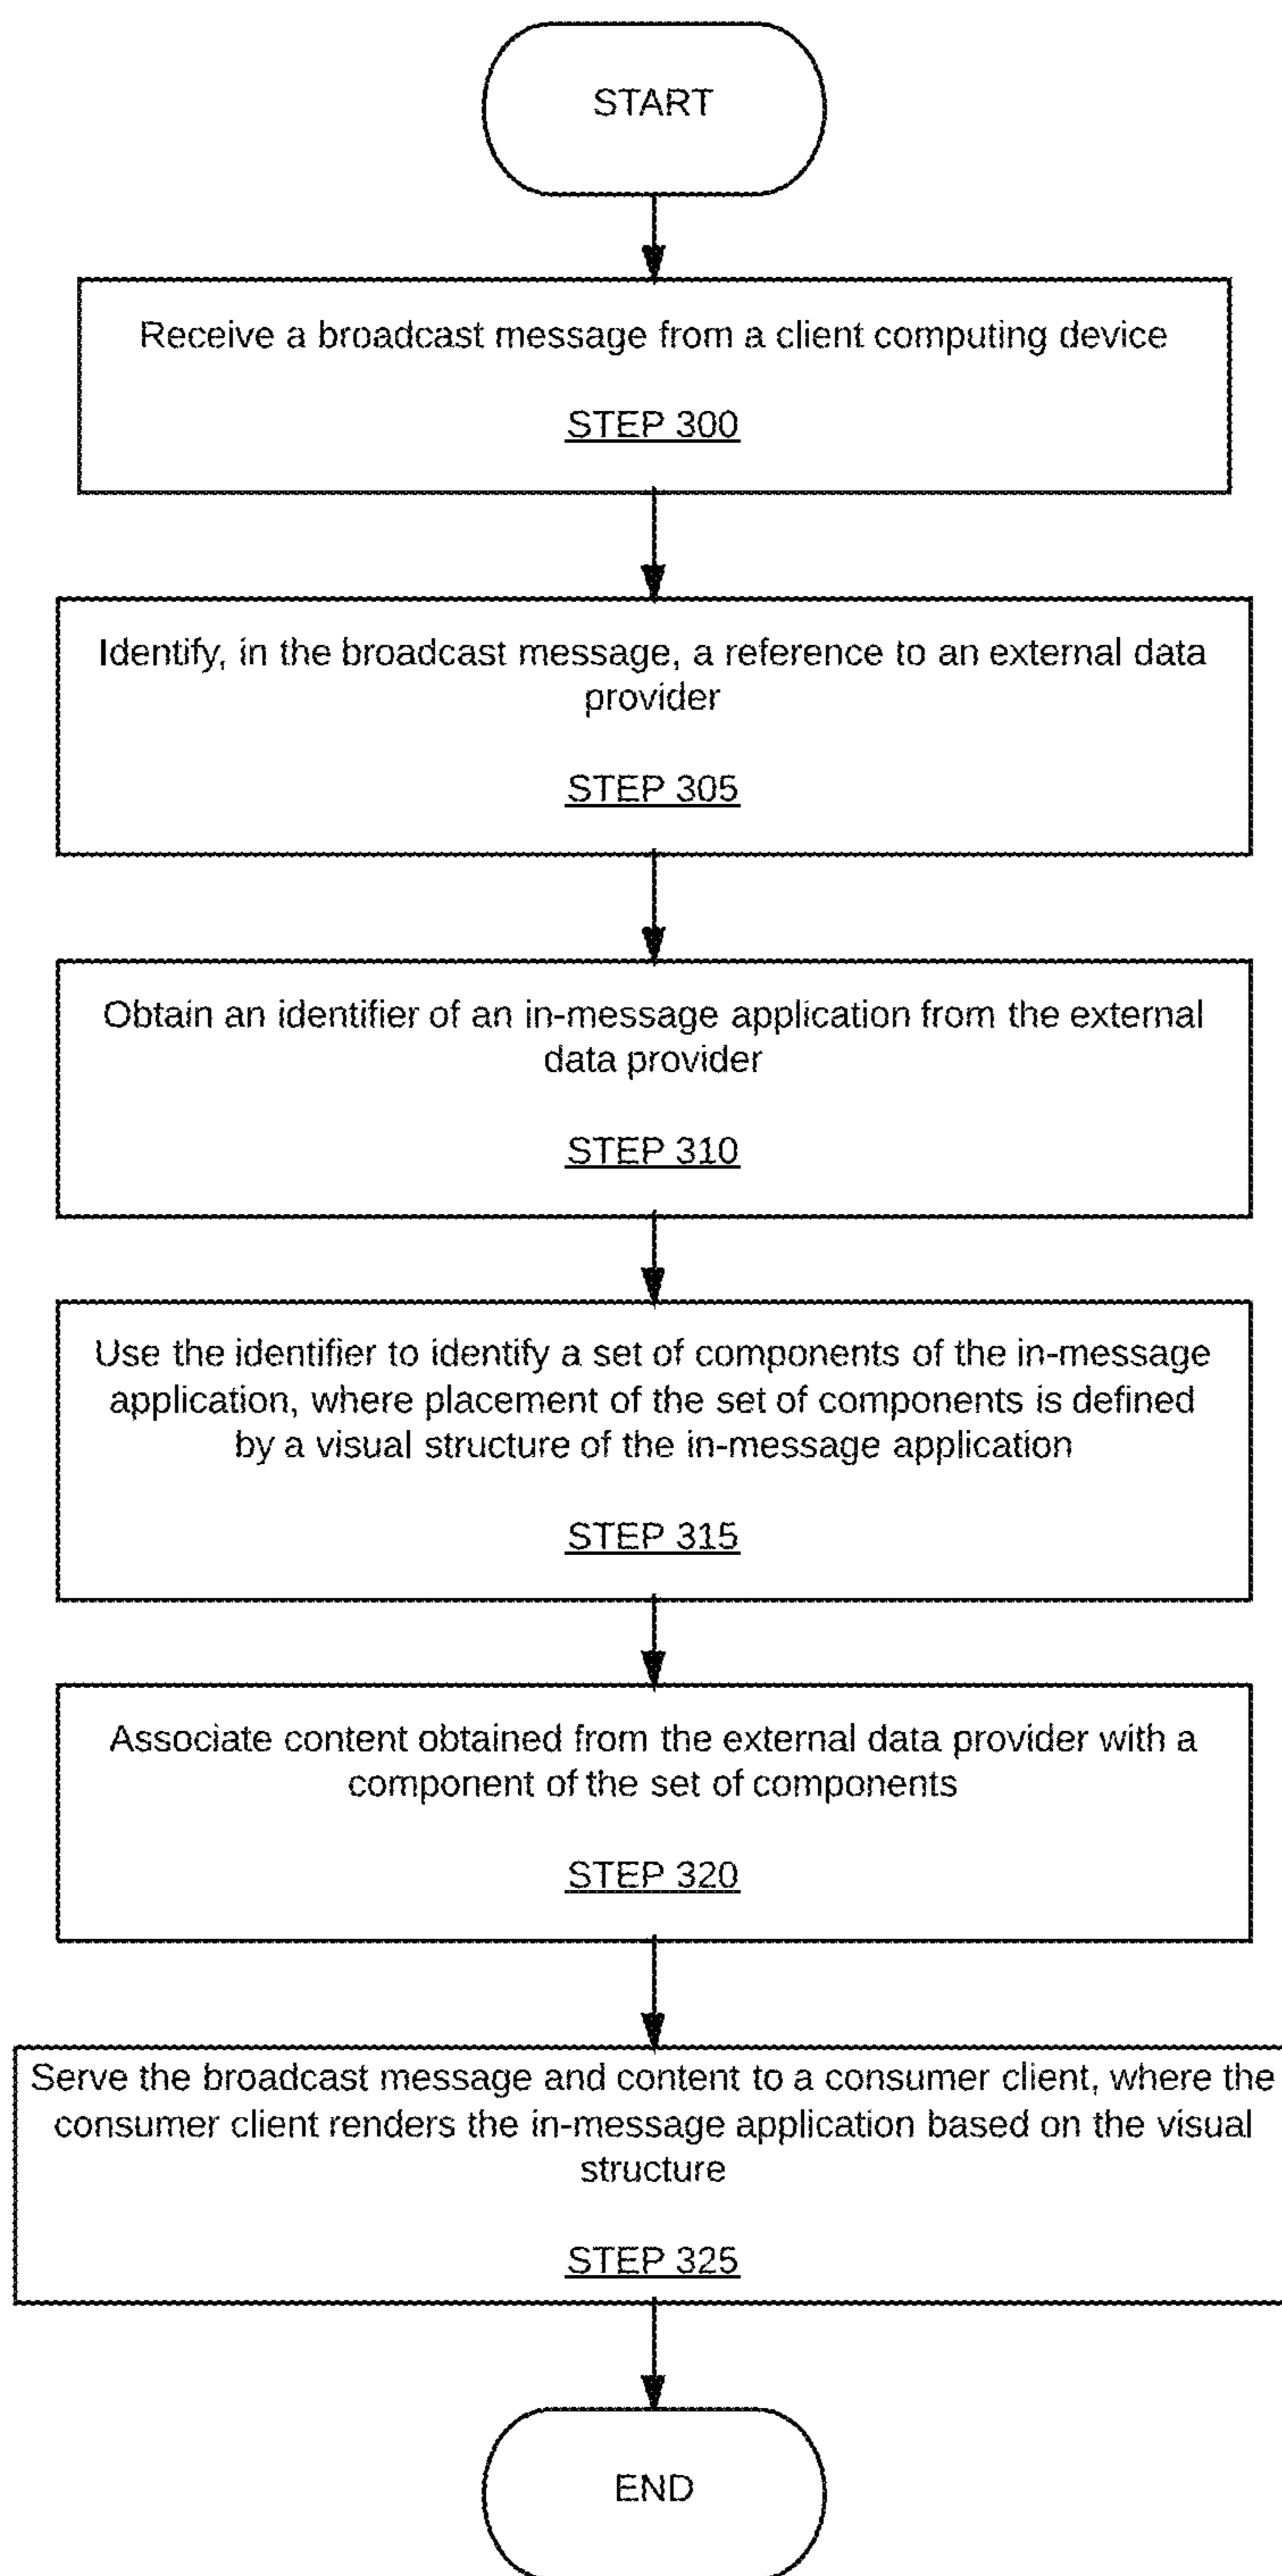 START
Receive a broadcast message from a client computing device
STEP 300
Identify, in the broadcast message, a reference to an external data
provider
STEP 305
Obtain an identifier of an in-message application from the external
data provider
STEP 310
Use the identifier to identify a set of components of the in-message
application, where placement of the set of components is defined
by a visual structure of the in-message application
STEP 315
Associate content obtained from the external data provider with a
component of the set of components
STEP 320
Serve the broadcast message and content to a consumer client, where the
consumer client renders the in-message application based on the visual
structure
STEP 325
END